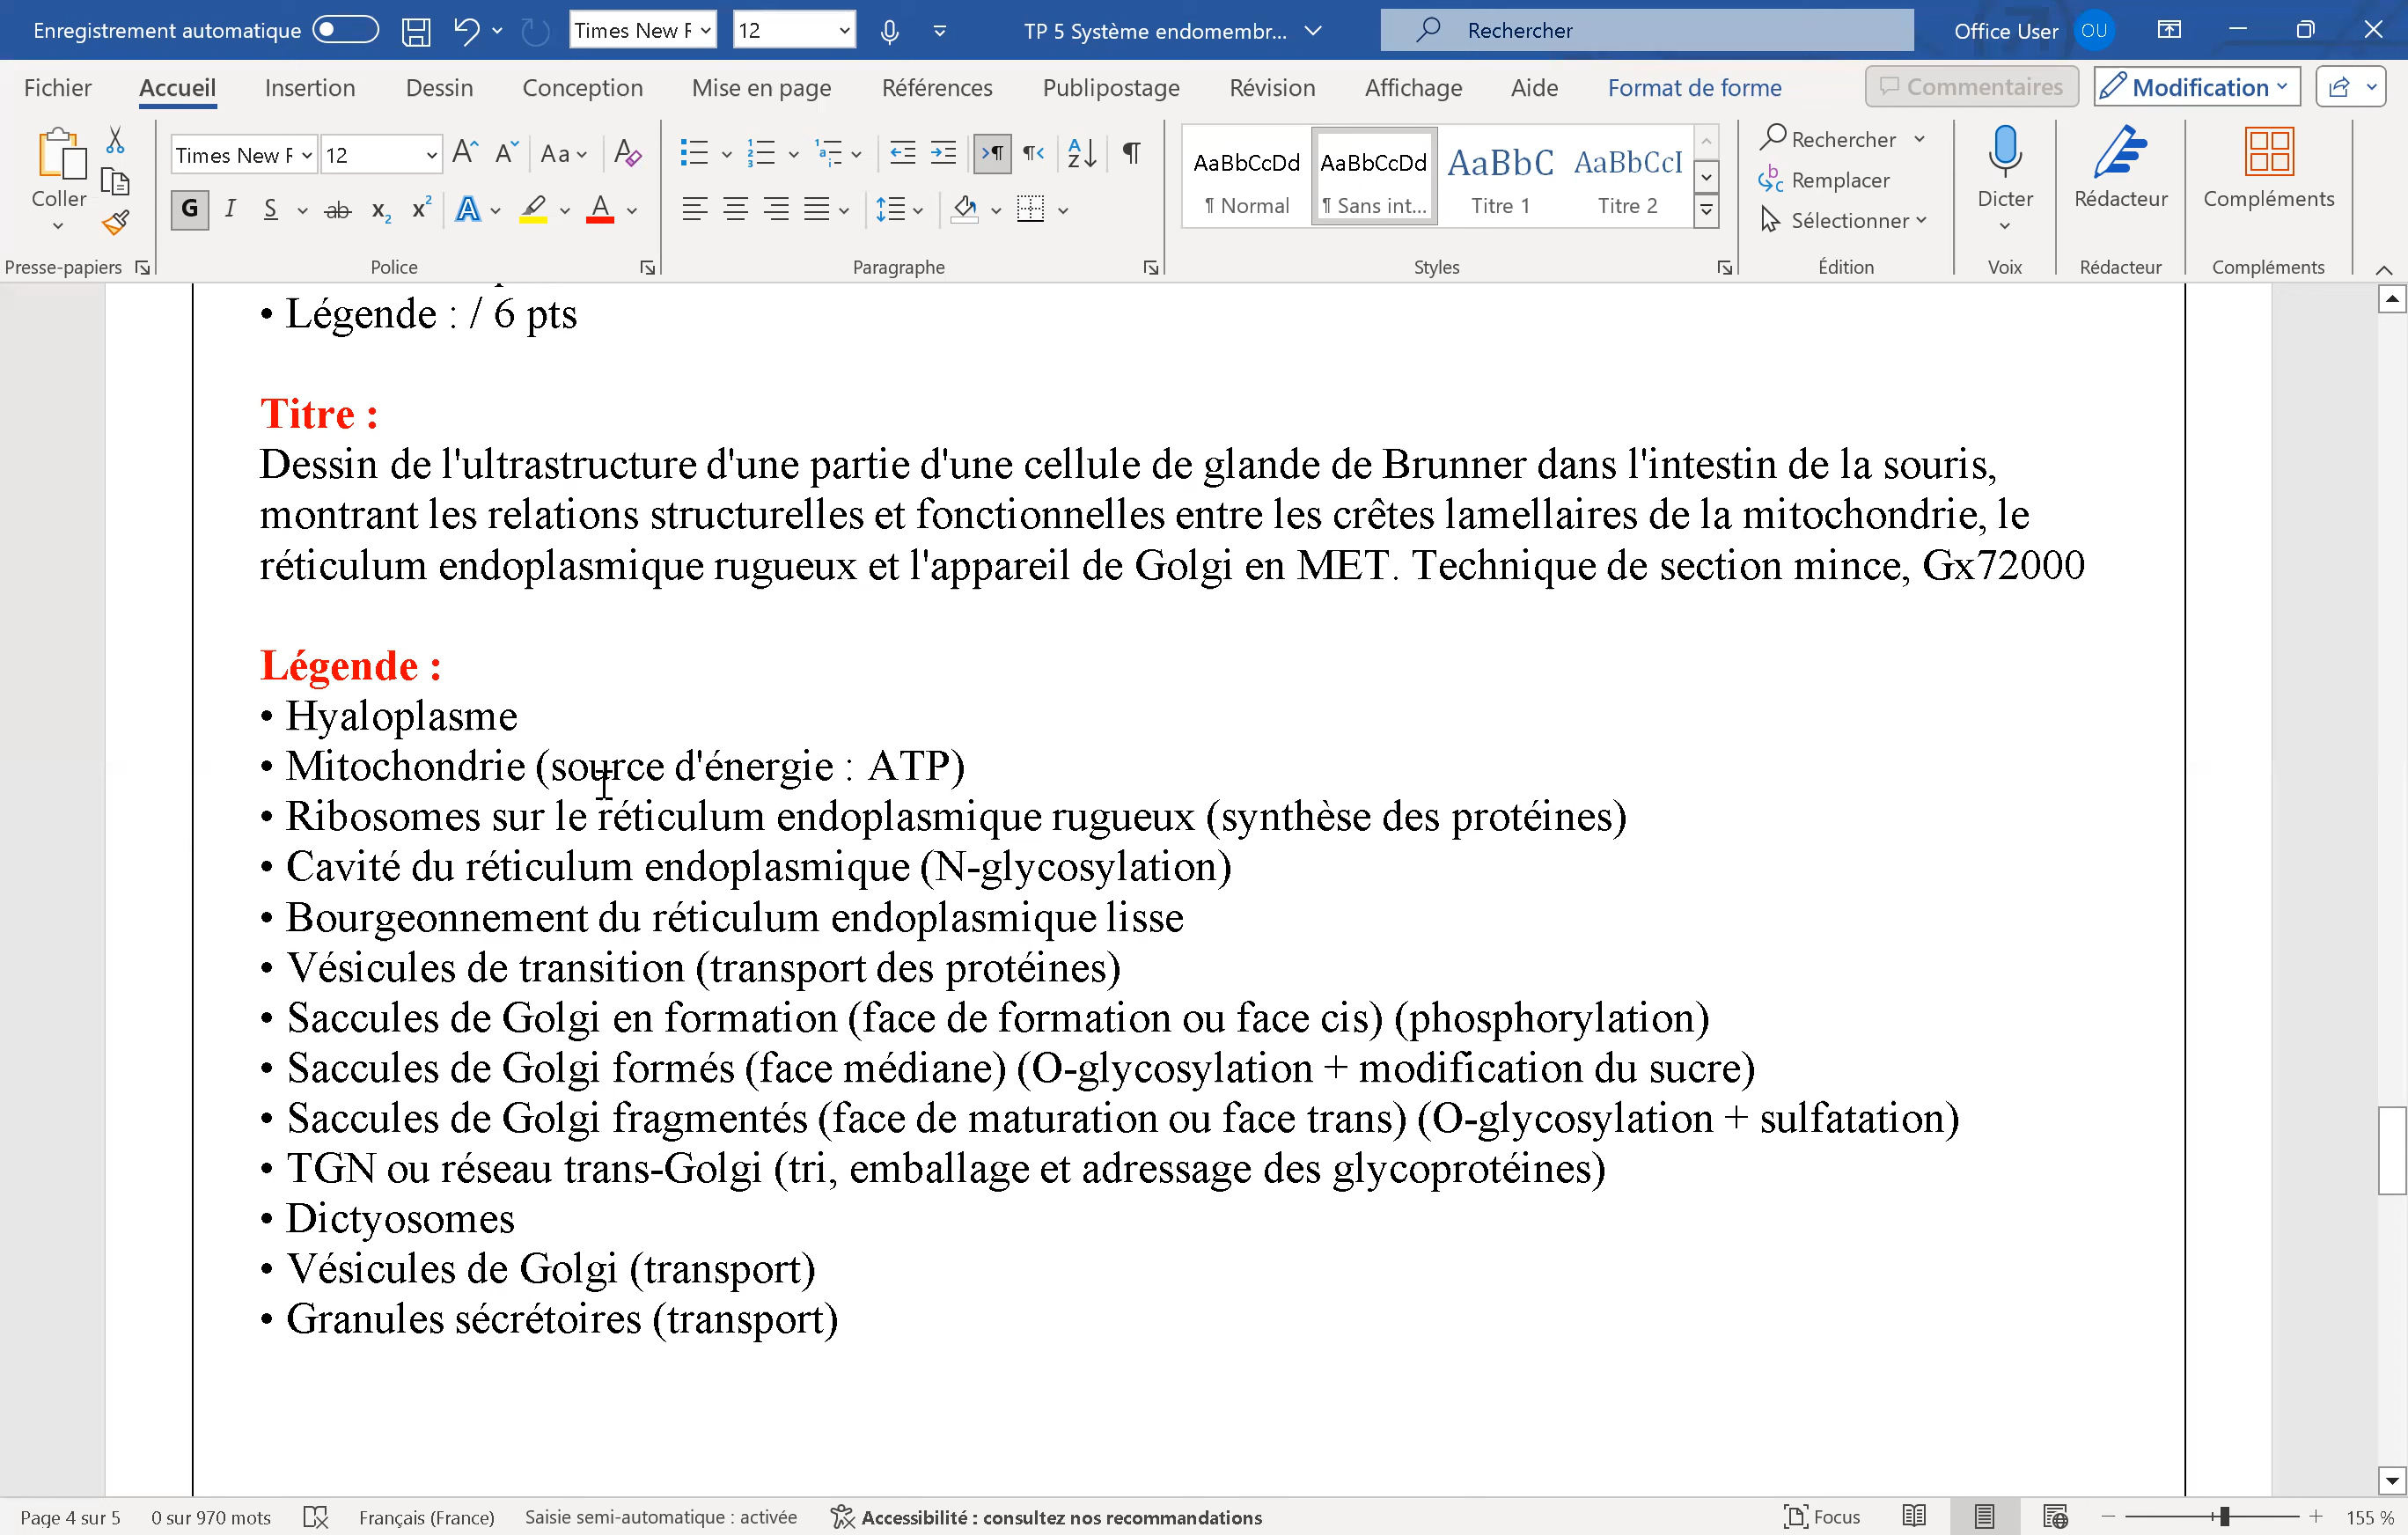 Enregistrement automatique Times New F 12 TP 5 Système endomembr... Rechercher Office User OU
Fichier Accueil Insertion Dessin Conception Mise en page Références Publipostage Révision Affichage Aide Format de forme Commentaires Modification
Coller
Presse-papiers
Times New F 12 Aa
G I S ab x₂ x² A A
Police
Paragraphe
AaBbCcDd AaBbCcDd AaBbC AaBbCcI
¶ Normal ¶ Sans int... Titre 1 Titre 2
Styles
Rechercher
Remplacer
Sélectionner
Édition
Dicter
Voix
Rédacteur
Rédacteur
Compléments
Compléments
• Légende : / 6 pts
Titre :
Dessin de l'ultrastructure d'une partie d'une cellule de glande de Brunner dans l'intestin de la souris,
montrant les relations structurelles et fonctionnelles entre les crêtes lamellaires de la mitochondrie, le
réticulum endoplasmique rugueux et l'appareil de Golgi en MET. Technique de section mince, Gx72000
Légende :
• Hyaloplasme
• Mitochondrie (source d'énergie : ATP)
• Ribosomes sur le réticulum endoplasmique rugueux (synthèse des protéines)
• Cavité du réticulum endoplasmique (N-glycosylation)
• Bourgeonnement du réticulum endoplasmique lisse
• Vésicules de transition (transport des protéines)
• Saccules de Golgi en formation (face de formation ou face cis) (phosphorylation)
• Saccules de Golgi formés (face médiane) (O-glycosylation + modification du sucre)
• Saccules de Golgi fragmentés (face de maturation ou face trans) (O-glycosylation + sulfatation)
• TGN ou réseau trans-Golgi (tri, emballage et adressage des glycoprotéines)
• Dictyosomes
• Vésicules de Golgi (transport)
• Granules sécrétoires (transport)
Page 4 sur 5 0 sur 970 mots Français (France) Saisie semi-automatique : activée Accessibilité : consultez nos recommandations Focus 155 %